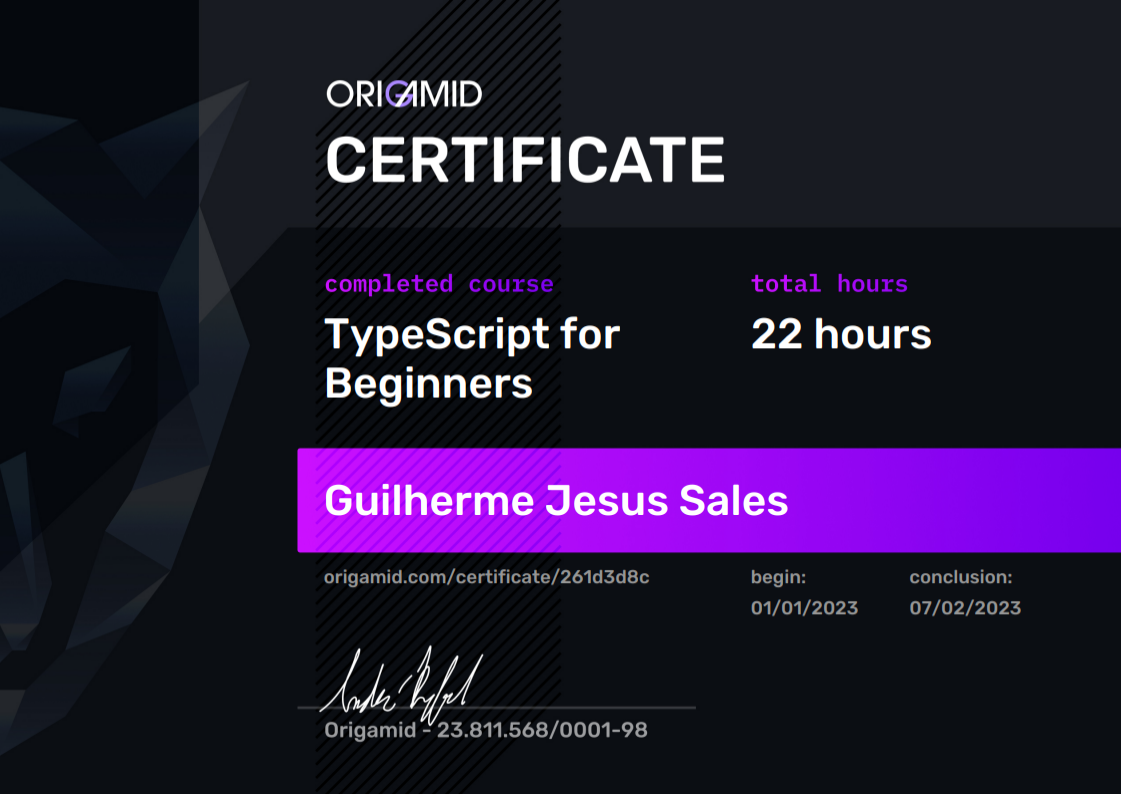 ORIGAMID
CERTIFICATE
completed course
TypeScript for
Beginners
total hours
22 hours
Guilherme Jesus Sales
origamid.com/certificate/261d3d8c
begin:
01/01/2023
conclusion:
07/02/2023
Origamid - 23.811.568/0001-98